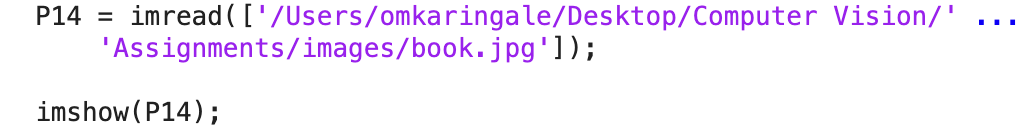 P14 = imread(['/Users/omkaringale/Desktop/Computer Vision/' ...
'Assignments/images/book.jpg']);
imshow(P14);